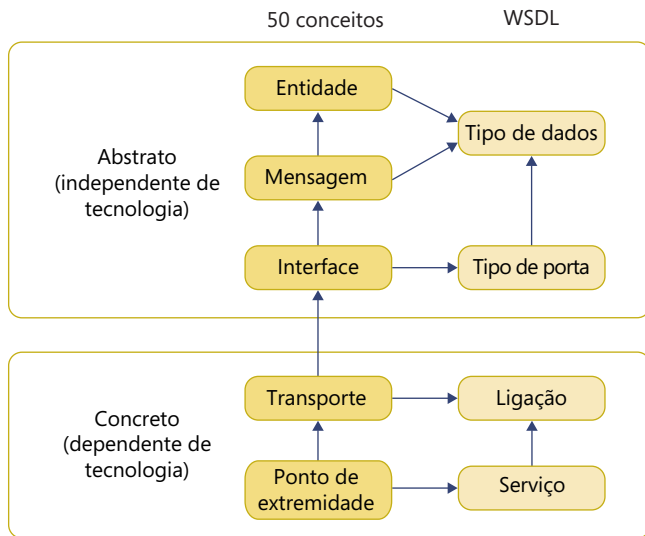 50 conceitos
WSDL
Abstrato
(independente de
tecnologia)
Entidade
Mensagem
Interface
Tipo de dados
Tipo de porta
Concreto
(dependente de
tecnologia)
Transporte
Ponto de
extremidade
Ligação
Serviço